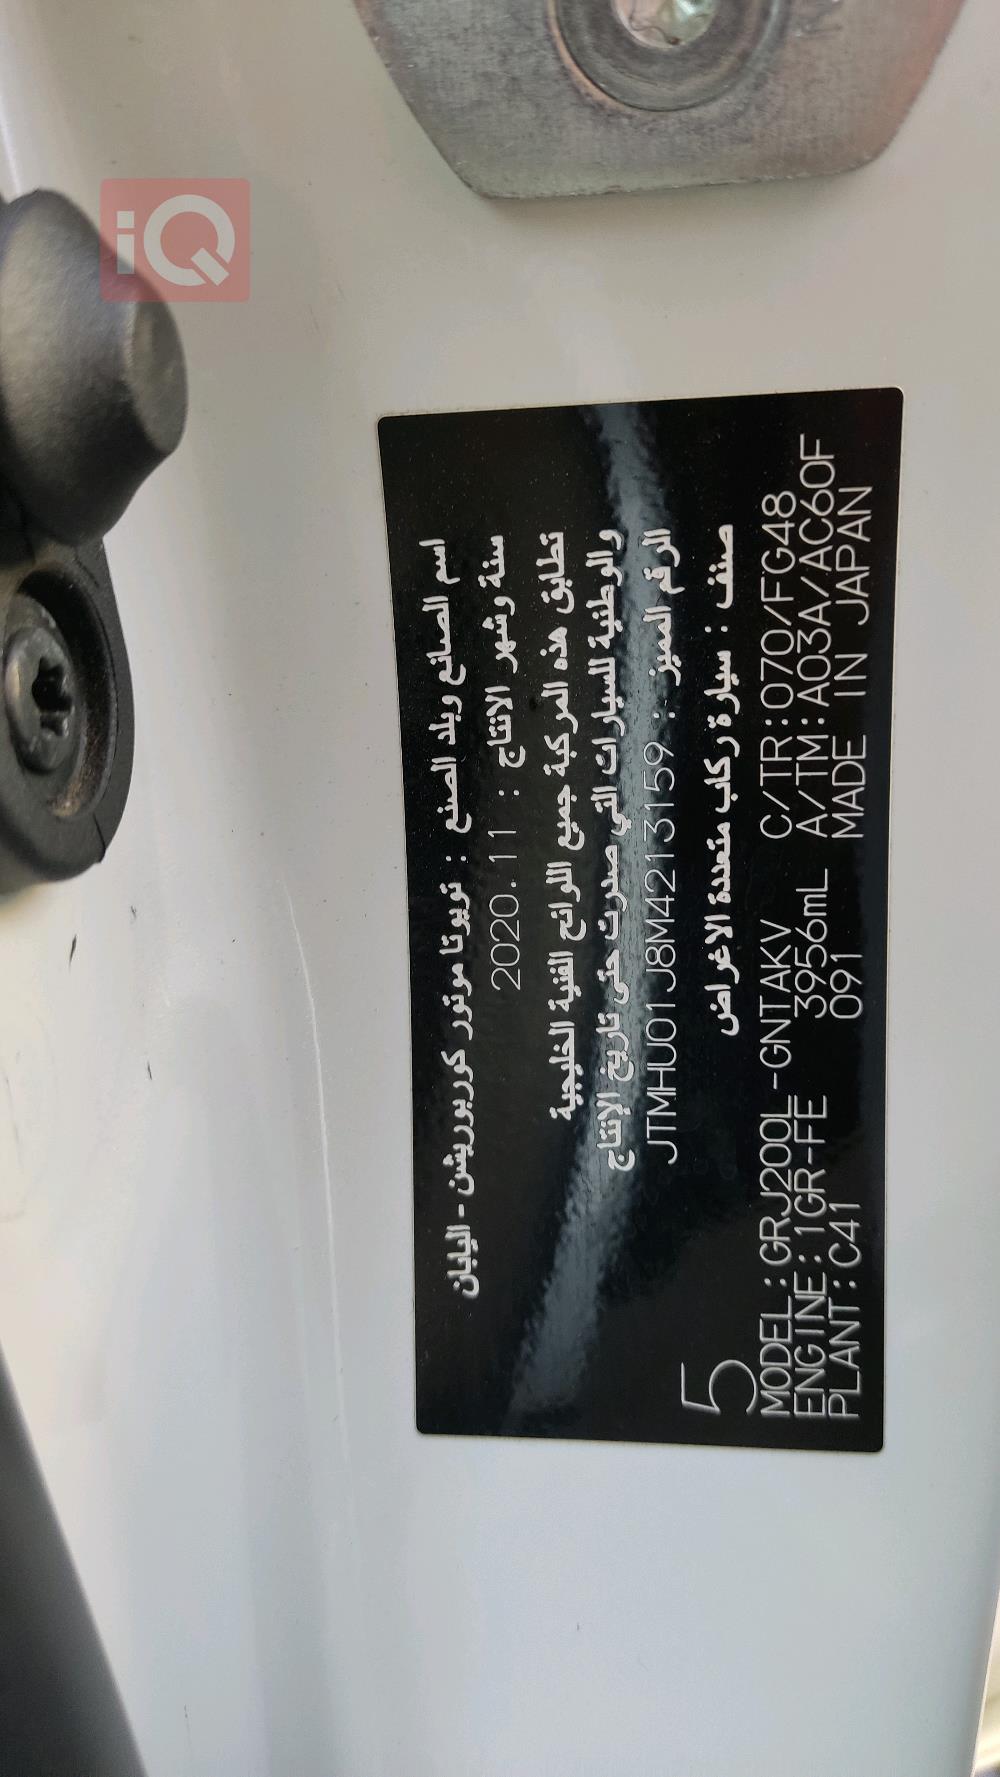 iQ
اسم الصانع وبلد الصنع : تويوتا موتور كوربوريشن - اليابان
سنة وشهر الانتاج : 2020.11
تطابق هذه المركبة جميع اللوائح الفنية الخليجية
والوطنية للسيارات التي صدرت حتى تاريخ الإنتاج
الرقم المميز : JTMHU01J8M4213159
صنف : سيارة ركاب متعددة الاغراض
5
MODEL:GRJ200L-GNTAKV C/TR:070/FG48
ENGINE:1GR-FE 3956mL A/TM:A03A/AC60F
PLANT:C41 091 MADE IN JAPAN